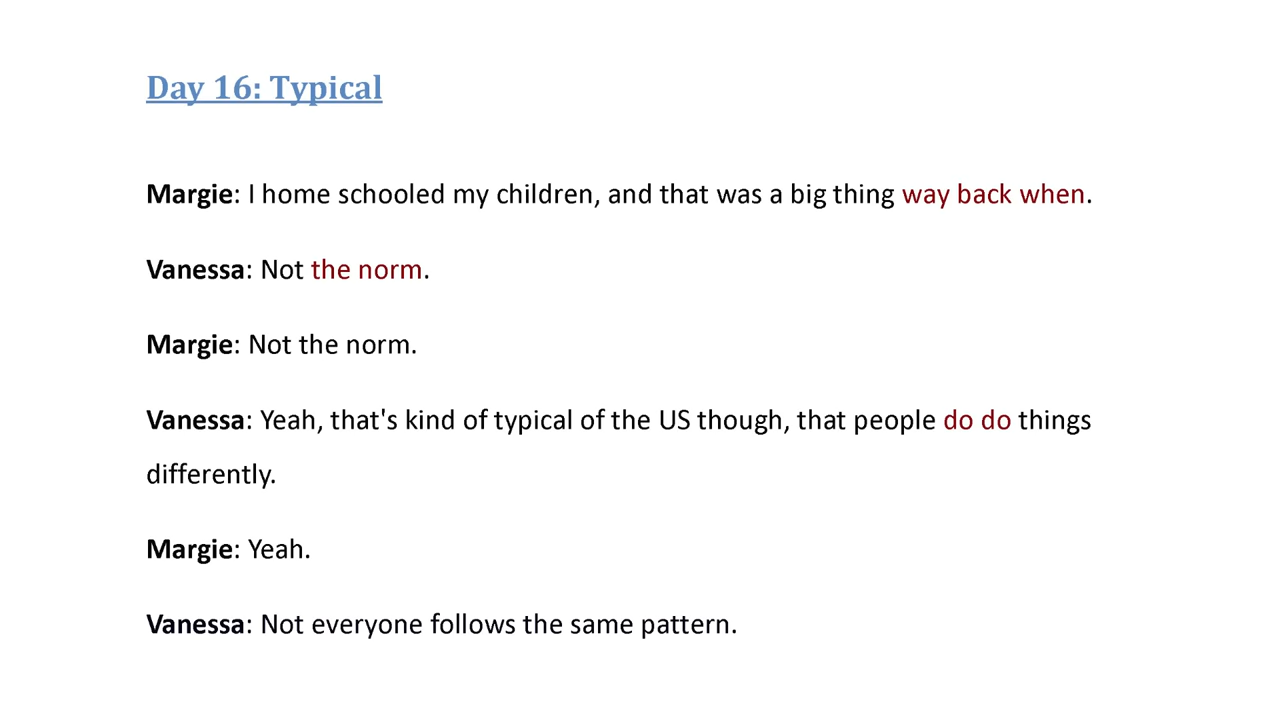 Day 16: Typical
Margie: I home schooled my children, and that was a big thing way back when.
Vanessa: Not the norm.
Margie: Not the norm.
Vanessa: Yeah, that's kind of typical of the US though, that people do do things
differently.
Margie: Yeah.
Vanessa: Not everyone follows the same pattern.